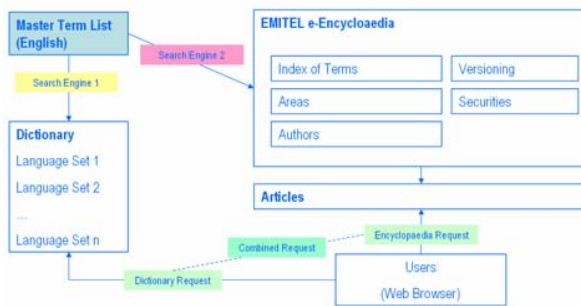 Master Term List
(English)
EMITEL e-Encycloaedia
Search Engine 2
Search Engine 1
Index of Terms
Versioning
Areas
Securities
Authors
Dictionary
Language Set 1
Language Set 2
...
Language Set n
Articles
Encyclopaedia Request
Combined Request
Dictionary Request
Users
(Web Browser)